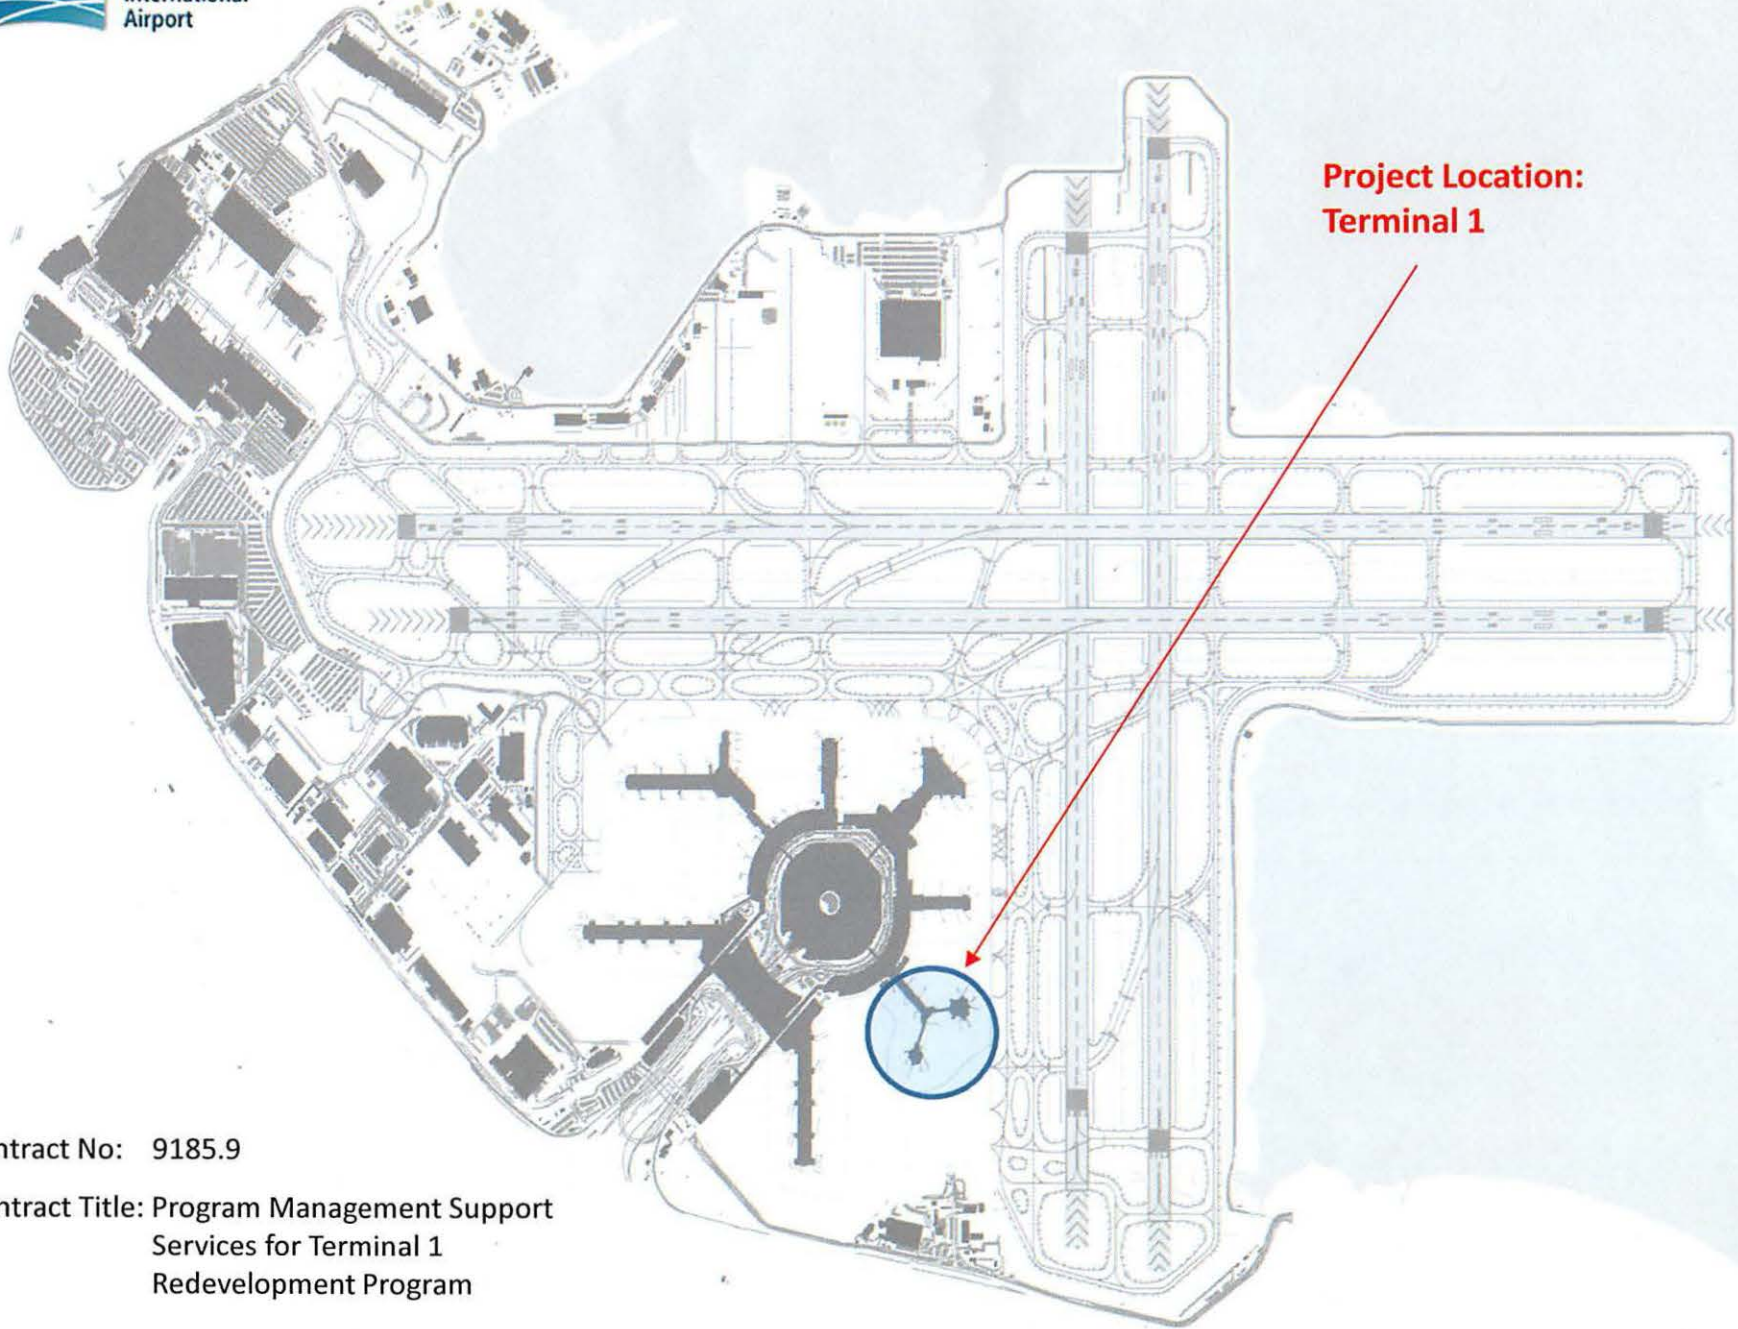 Airport
Project Location:
Terminal 1
ntract No: 9185.9
ntract Title: Program Management Support
Services for Terminal 1
Redevelopment Program